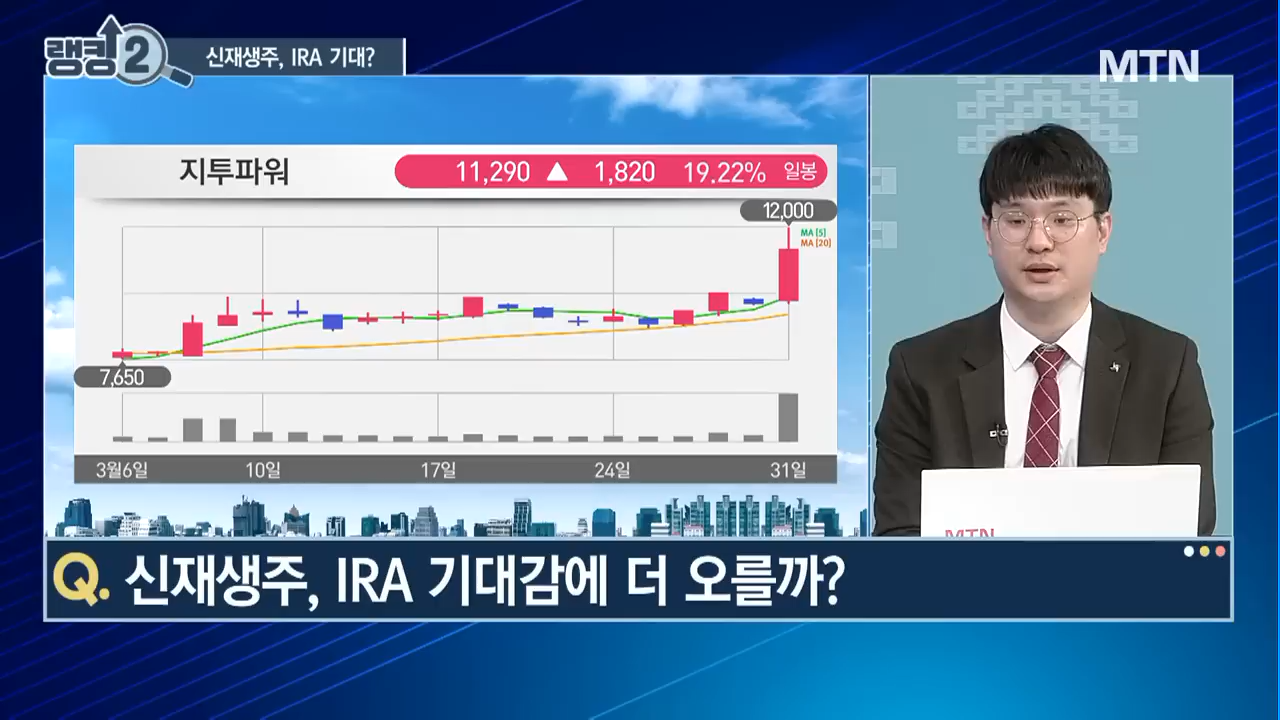 랭킹2
신재생주, IRA 기대?
MTN
지투파워
11,290 ▲ 1,820 19.22% 일봉
12,000
MA [5]
MA [20]
7,650
3월6일 10일 17일 24일 31일
MTN
Q. 신재생주, IRA 기대감에 더 오를까?